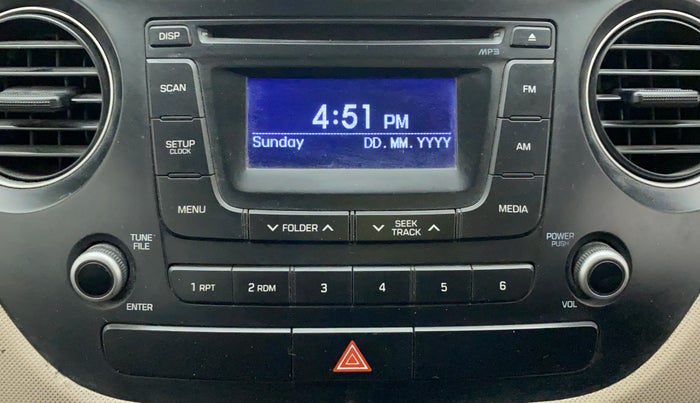 DISP
MP3
SCAN
FM
4:51 PM
Sunday DD.MM.YYYY
SETUP
CLOCK
AM
MENU
MEDIA
FOLDER
SEEK
TRACK
TUNE
FILE
POWER
PUSH
1 RPT
2 RDM
3
4
5
6
ENTER
VOL